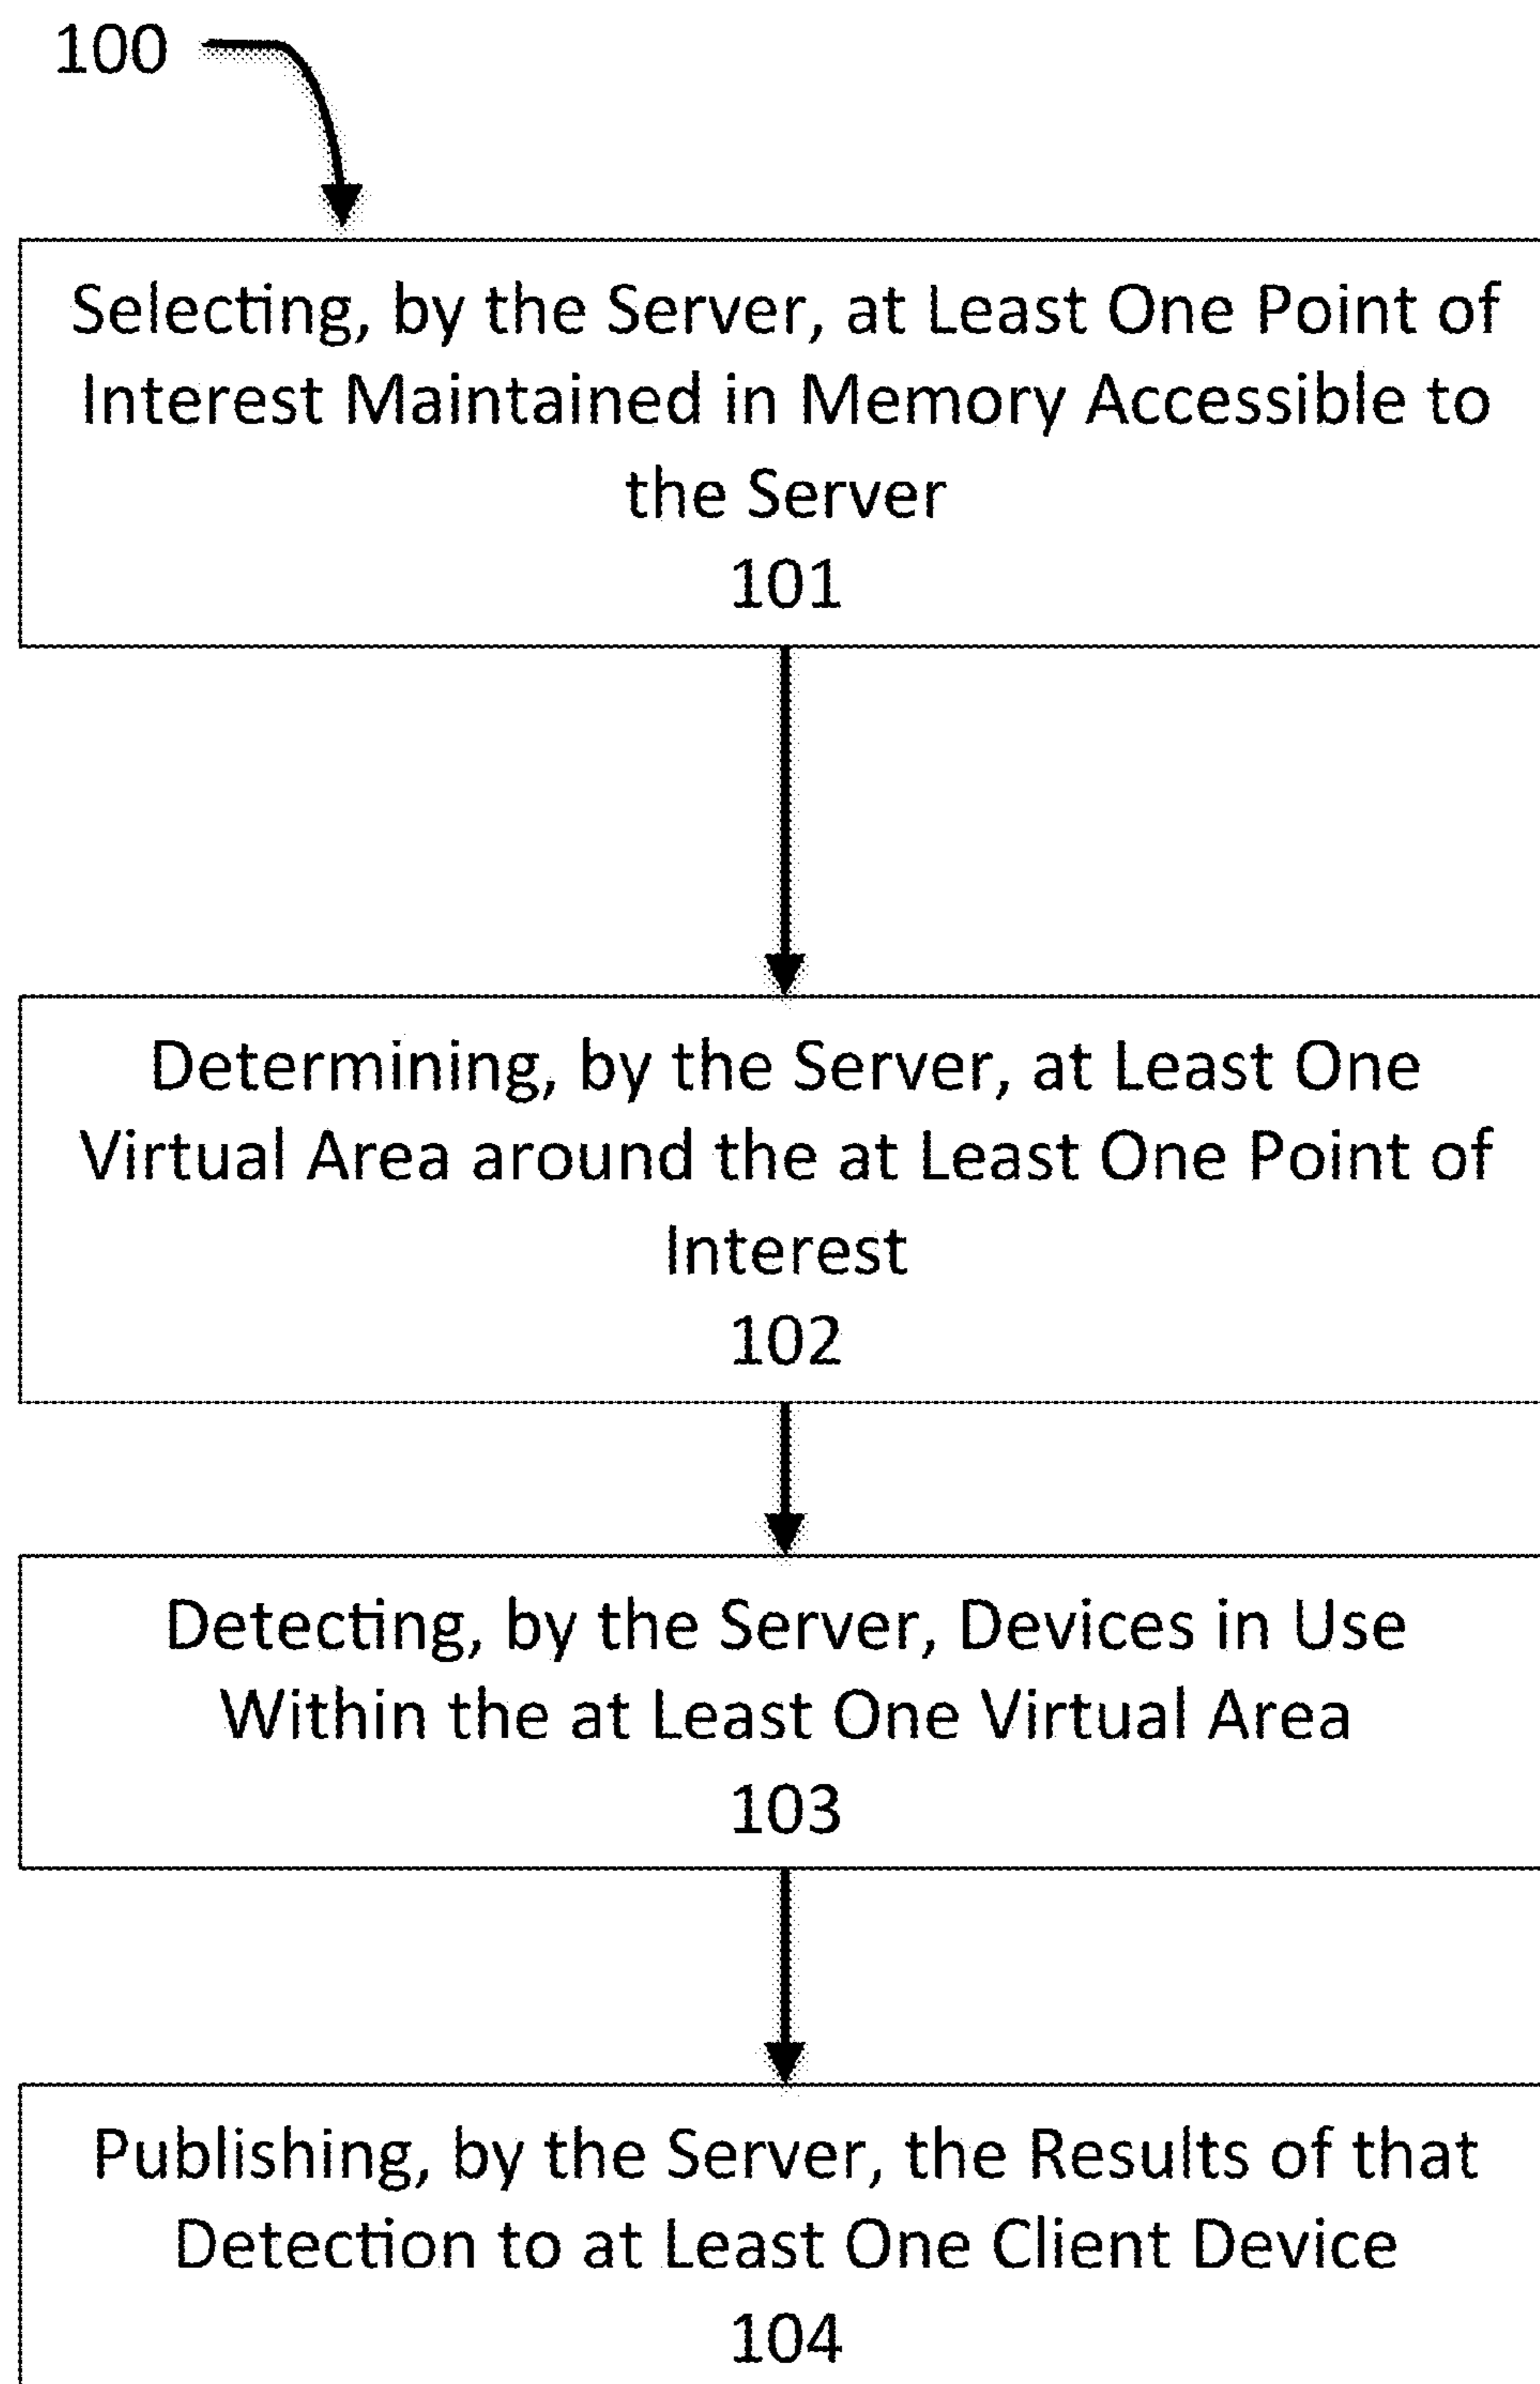 100
Selecting, by the Server, at Least One Point of
Interest Maintained in Memory Accessible to
the Server
101
Determining, by the Server, at Least One
Virtual Area around the at Least One Point of
Interest
102
Detecting, by the Server, Devices in Use
Within the at Least One Virtual Area
103
Publishing, by the Server, the Results of that
Detection to at Least One Client Device
104